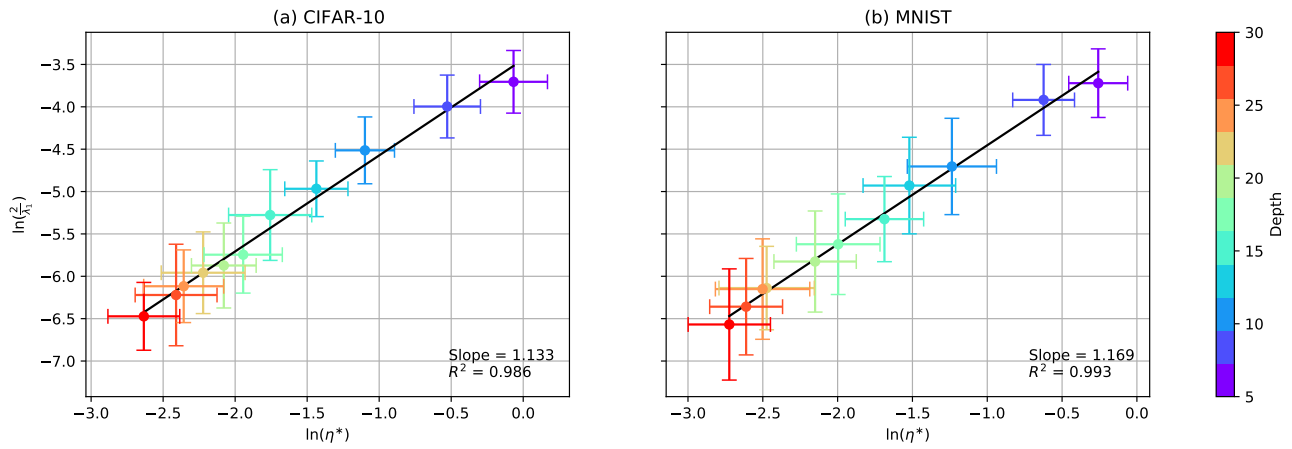 (a) CIFAR-10
(b) MNIST
ln(2/λ₁)
−3.5
−4.0
−4.5
−5.0
−5.5
−6.0
−6.5
−7.0
Slope = 1.133
R² = 0.986
−3.0 −2.5 −2.0 −1.5 −1.0 −0.5 0.0
ln(η*)
Slope = 1.169
R² = 0.993
−3.0 −2.5 −2.0 −1.5 −1.0 −0.5 0.0
ln(η*)
30
25
20
15
10
5
Depth